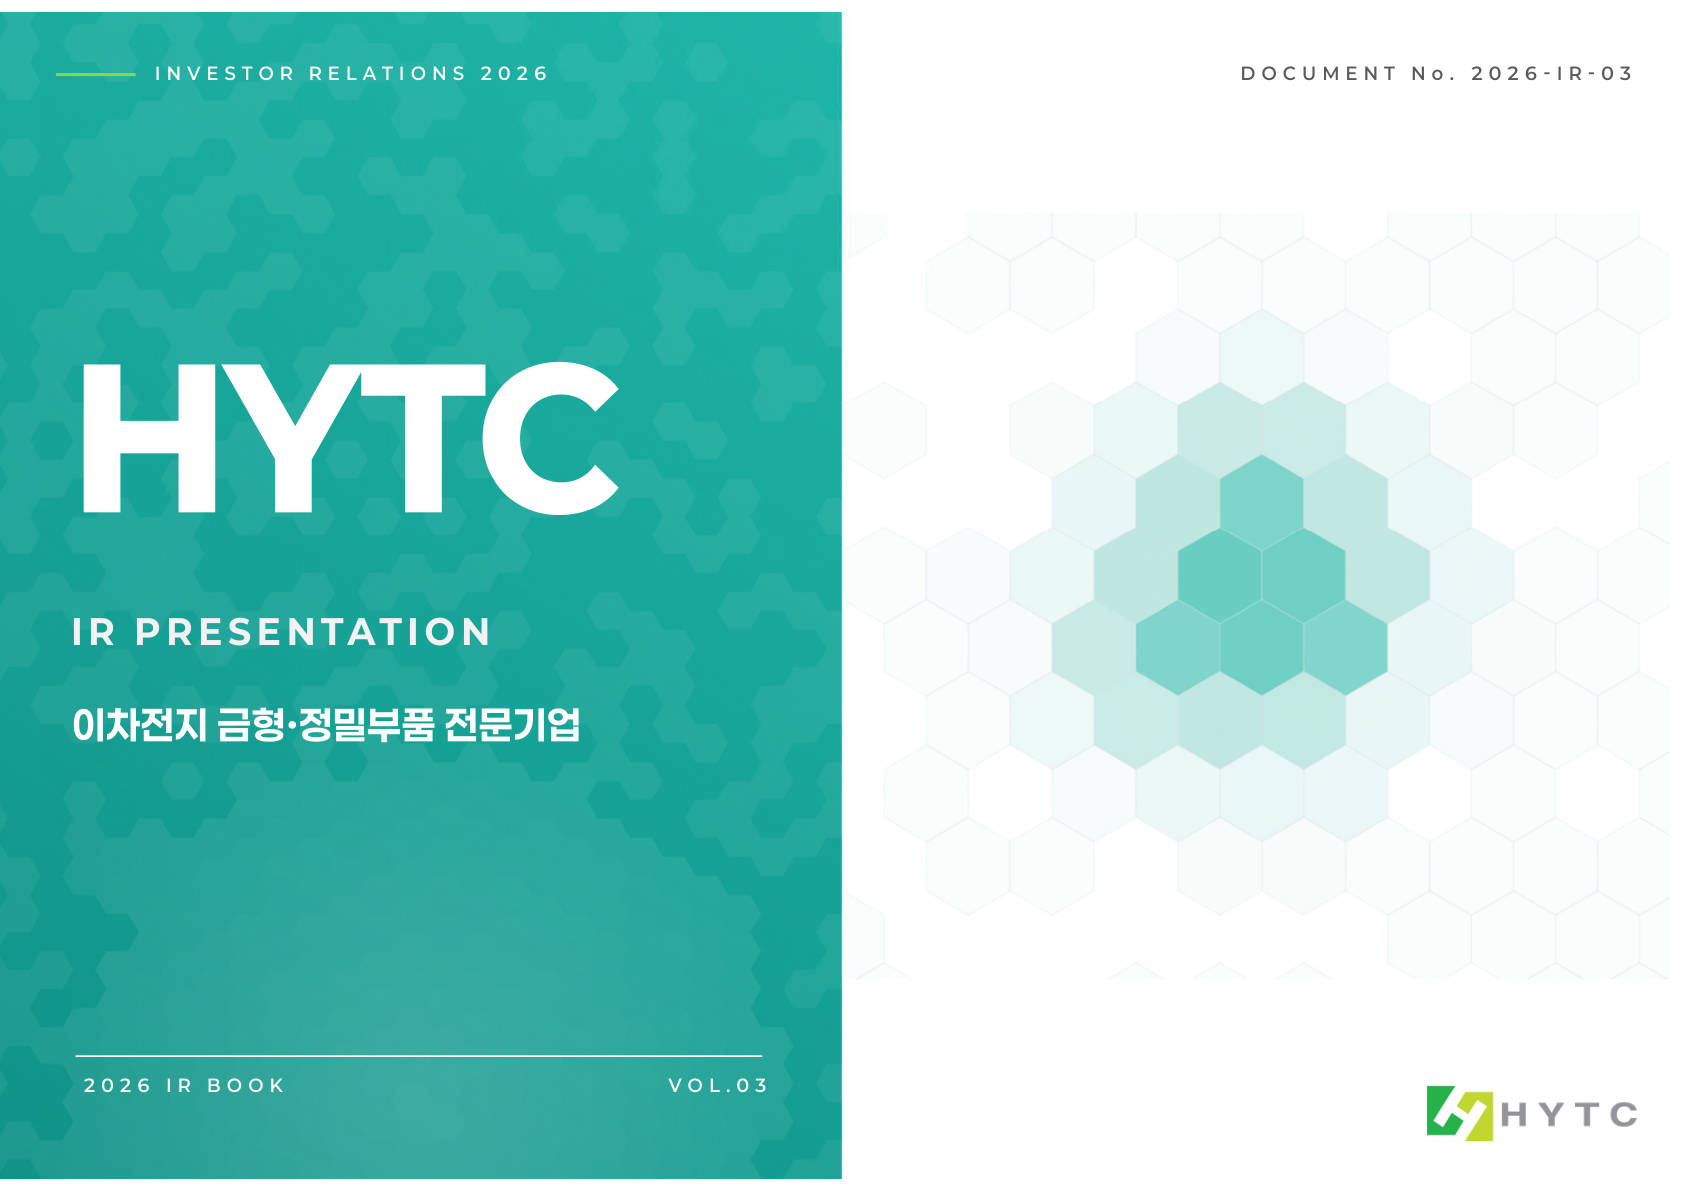 INVESTOR RELATIONS 2026
DOCUMENT No. 2026-IR-03
HYTC
IR PRESENTATION
이차전지 금형·정밀부품 전문기업
2026 IR BOOK
VOL.03
HYTC